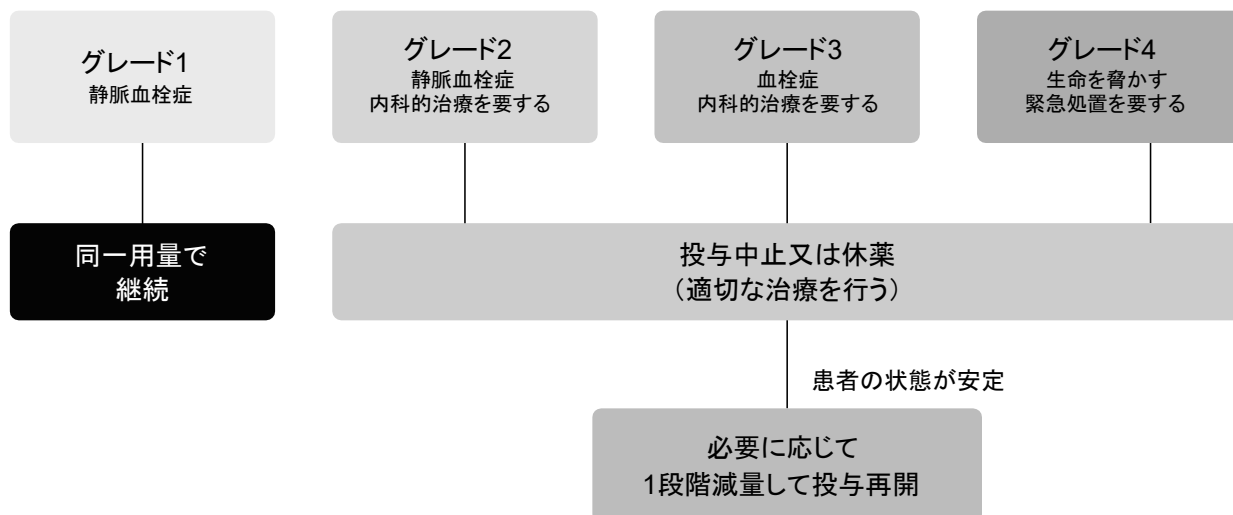 グレード1
静脈血栓症
グレード2
静脈血栓症
内科的治療を要する
グレード3
血栓症
内科的治療を要する
グレード4
生命を脅かす
緊急処置を要する
同一用量で
継続
投与中止又は休薬
（適切な治療を行う）
患者の状態が安定
必要に応じて
1段階減量して投与再開